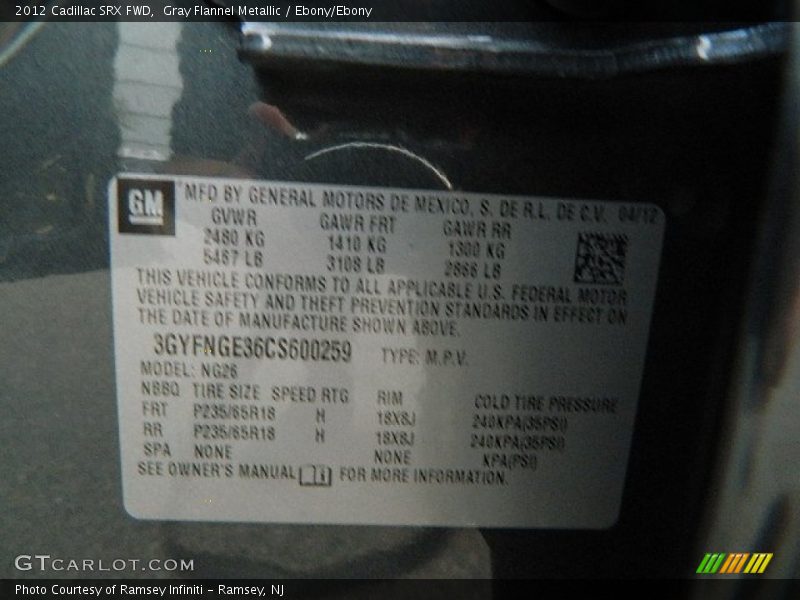 2012 Cadillac SRX FWD,  Gray Flannel Metallic / Ebony/Ebony
GM
MFD BY GENERAL MOTORS DE MEXICO, S. DE R.L. DE C.V. 04/12
GVWR GAWR FRT GAWR RR
2480 KG 1410 KG 1300 KG
5467 LB 3108 LB 2866 LB
THIS VEHICLE CONFORMS TO ALL APPLICABLE U.S. FEDERAL MOTOR
VEHICLE SAFETY AND THEFT PREVENTION STANDARDS IN EFFECT ON
THE DATE OF MANUFACTURE SHOWN ABOVE.
3GYFNGE36CS600259 TYPE: M.P.V.
MODEL: NG26
N88Q TIRE SIZE SPEED RTG RIM COLD TIRE PRESSURE
FRT P235/65R18 H 18X8J 240KPA(35PSI)
RR P235/65R18 H 18X8J 240KPA(35PSI)
SPA NONE NONE KPA(PSI)
SEE OWNER'S MANUAL FOR MORE INFORMATION.
GTCARLOT.COM
Photo Courtesy of Ramsey Infiniti - Ramsey, NJ